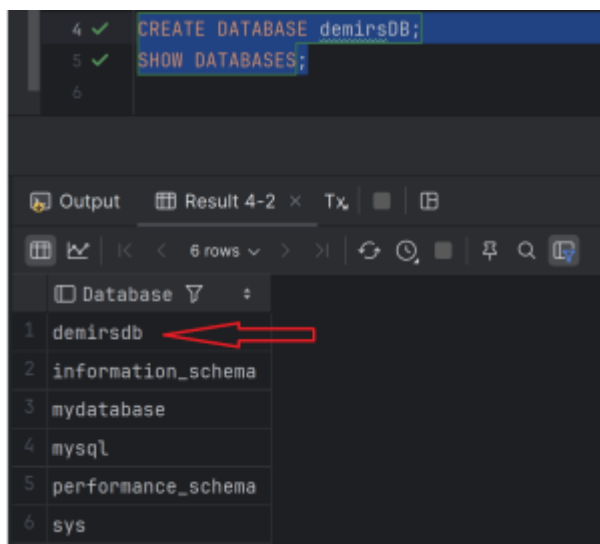 4 CREATE DATABASE demirsDB;
5 SHOW DATABASES;
6
Output Result 4-2 × Tx
6 rows
Database
1 demirsdb
2 information_schema
3 mydatabase
4 mysql
5 performance_schema
6 sys